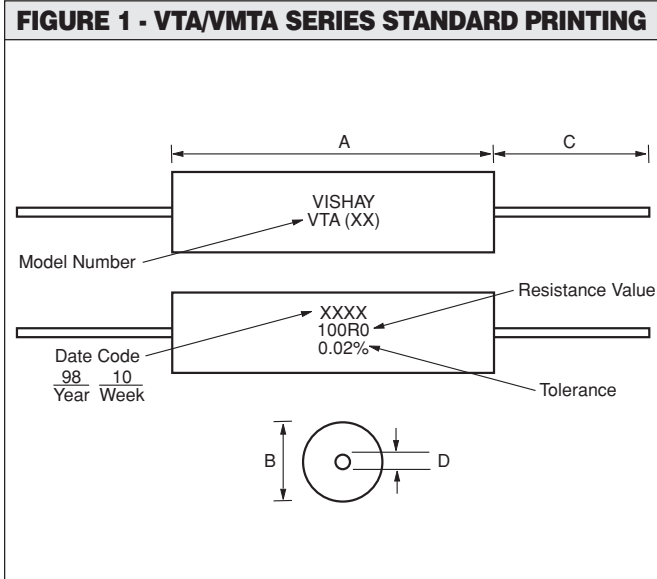 FIGURE 1 - VTA/VMTA SERIES STANDARD PRINTING
A
C
VISHAY
VTA (XX)
Model Number
Resistance Value
XXXX
100R0
0.02%
Date Code
98 10
Year Week
Tolerance
B
D